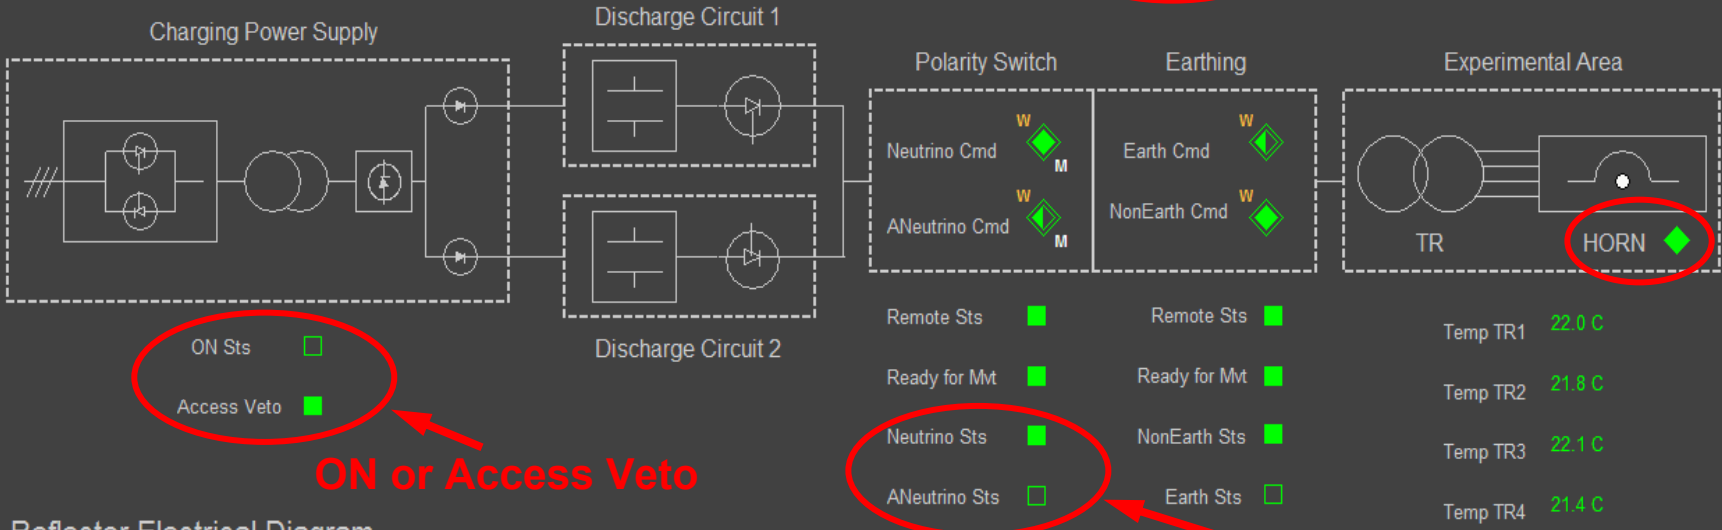 Discharge Circuit 1
Charging Power Supply
Polarity Switch
Earthing
Experimental Area
W
W
Neutrino Cmd
Earth Cmd
M
W
W
NonEarth Cmd
ANeutrino Cmd
M
TR
HORN
Remote Sts
Remote Sts
Temp TR1
22.0 C
ON Sts
Discharge Circuit 2
Ready for Mvt
Ready for Mvt
Temp TR2
21.8 C
Access Veto
Neutrino Sts
NonEarth Sts
Temp TR3
22.1 C
ON or Access Veto
ANeutrino Sts
Earth Sts
Temp TR4
21.4 C
Reflector Electrical Diagram